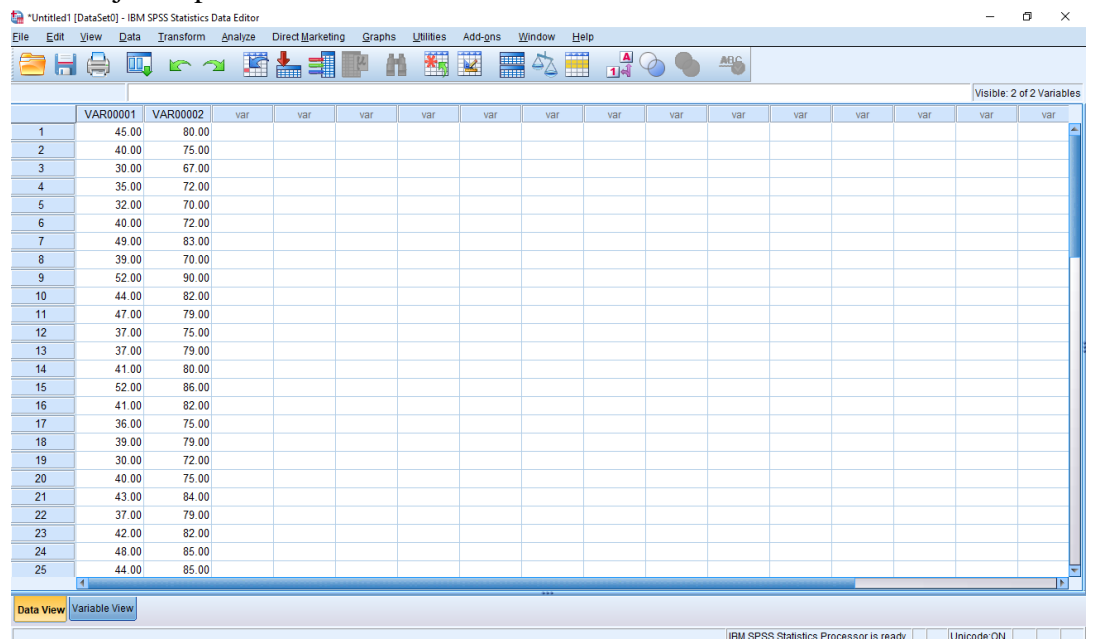 *Untitled1 [DataSet0] - IBM SPSS Statistics Data Editor
File Edit View Data Transform Analyze Direct Marketing Graphs Utilities Add-ons Window Help
Visible: 2 of 2 Variables
VAR00001 VAR00002 var var var var var var var var var var var var var var
1 45.00 80.00
2 40.00 75.00
3 30.00 67.00
4 35.00 72.00
5 32.00 70.00
6 40.00 72.00
7 49.00 83.00
8 39.00 70.00
9 52.00 90.00
10 44.00 82.00
11 47.00 79.00
12 37.00 75.00
13 37.00 79.00
14 41.00 80.00
15 52.00 86.00
16 41.00 82.00
17 36.00 75.00
18 39.00 79.00
19 30.00 72.00
20 40.00 75.00
21 43.00 84.00
22 37.00 79.00
23 42.00 82.00
24 48.00 85.00
25 44.00 85.00
Data View Variable View
IBM SPSS Statistics Processor is ready Unicode:ON